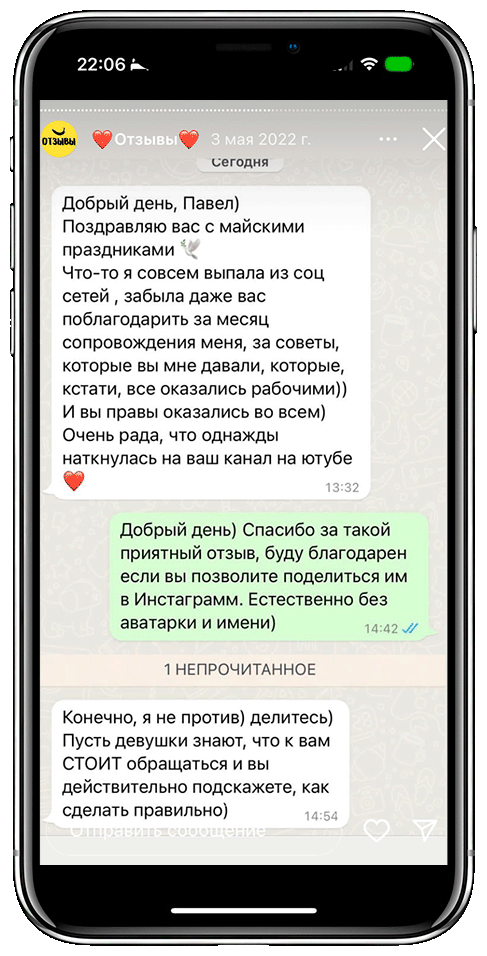 22:06
ОТЗЫВЫ
❤️Отзывы❤️ 3 мая 2022 г.
Сегодня
Добрый день, Павел)
Поздравляю вас с майскими
праздниками 🕊️
Что-то я совсем выпала из соц
сетей , забыла даже вас
поблагодарить за месяц
сопровождения меня, за советы,
которые вы мне давали, которые,
кстати, все оказались рабочими))
И вы правы оказались во всем)
Очень рада, что однажды
наткнулась на ваш канал на ютубе
❤️
13:32
Добрый день) Спасибо за такой
приятный отзыв, буду благодарен
если вы позволите поделиться им
в Инстаграмм. Естественно без
аватарки и имени)
14:42
1 НЕПРОЧИТАННОЕ
Конечно, я не против) делитесь)
Пусть девушки знают, что к вам
СТОИТ обращаться и вы
действительно подскажете, как
сделать правильно)
14:54
Отправить сообщение